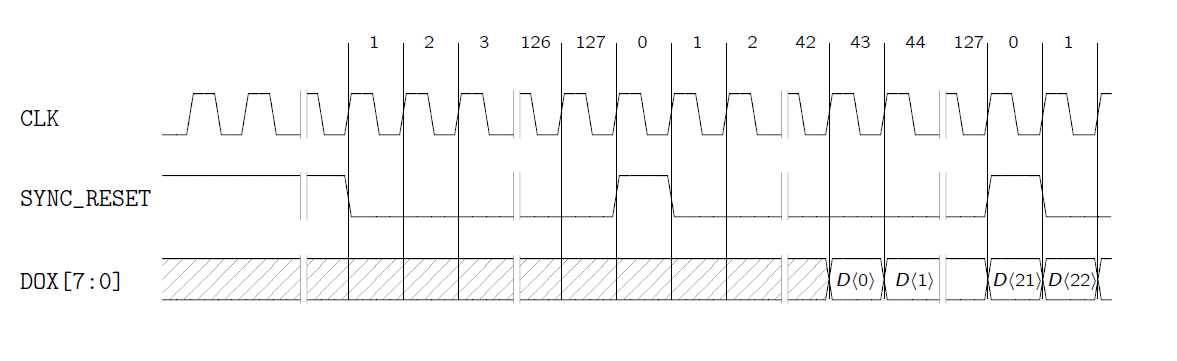 1 2 3 126 127 0 1 2 42 43 44 127 0 1
CLK
SYNC_RESET
DOX[7:0] D⟨0⟩ D⟨1⟩ D⟨21⟩ D⟨22⟩